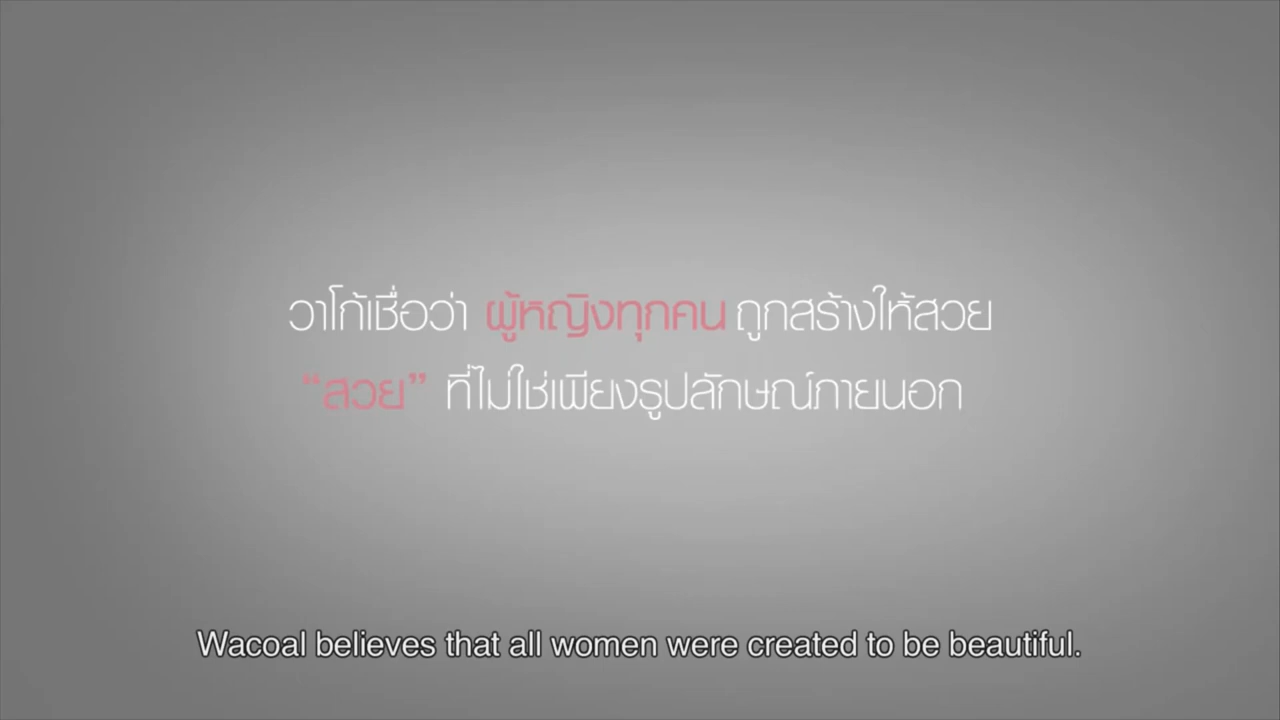 วาโก้เชื่อว่า ผู้หญิงทุกคน ถูกสร้างให้สวย
“สวย” ที่ไม่ใช่เพียงรูปลักษณ์ภายนอก
Wacoal believes that all women were created to be beautiful.